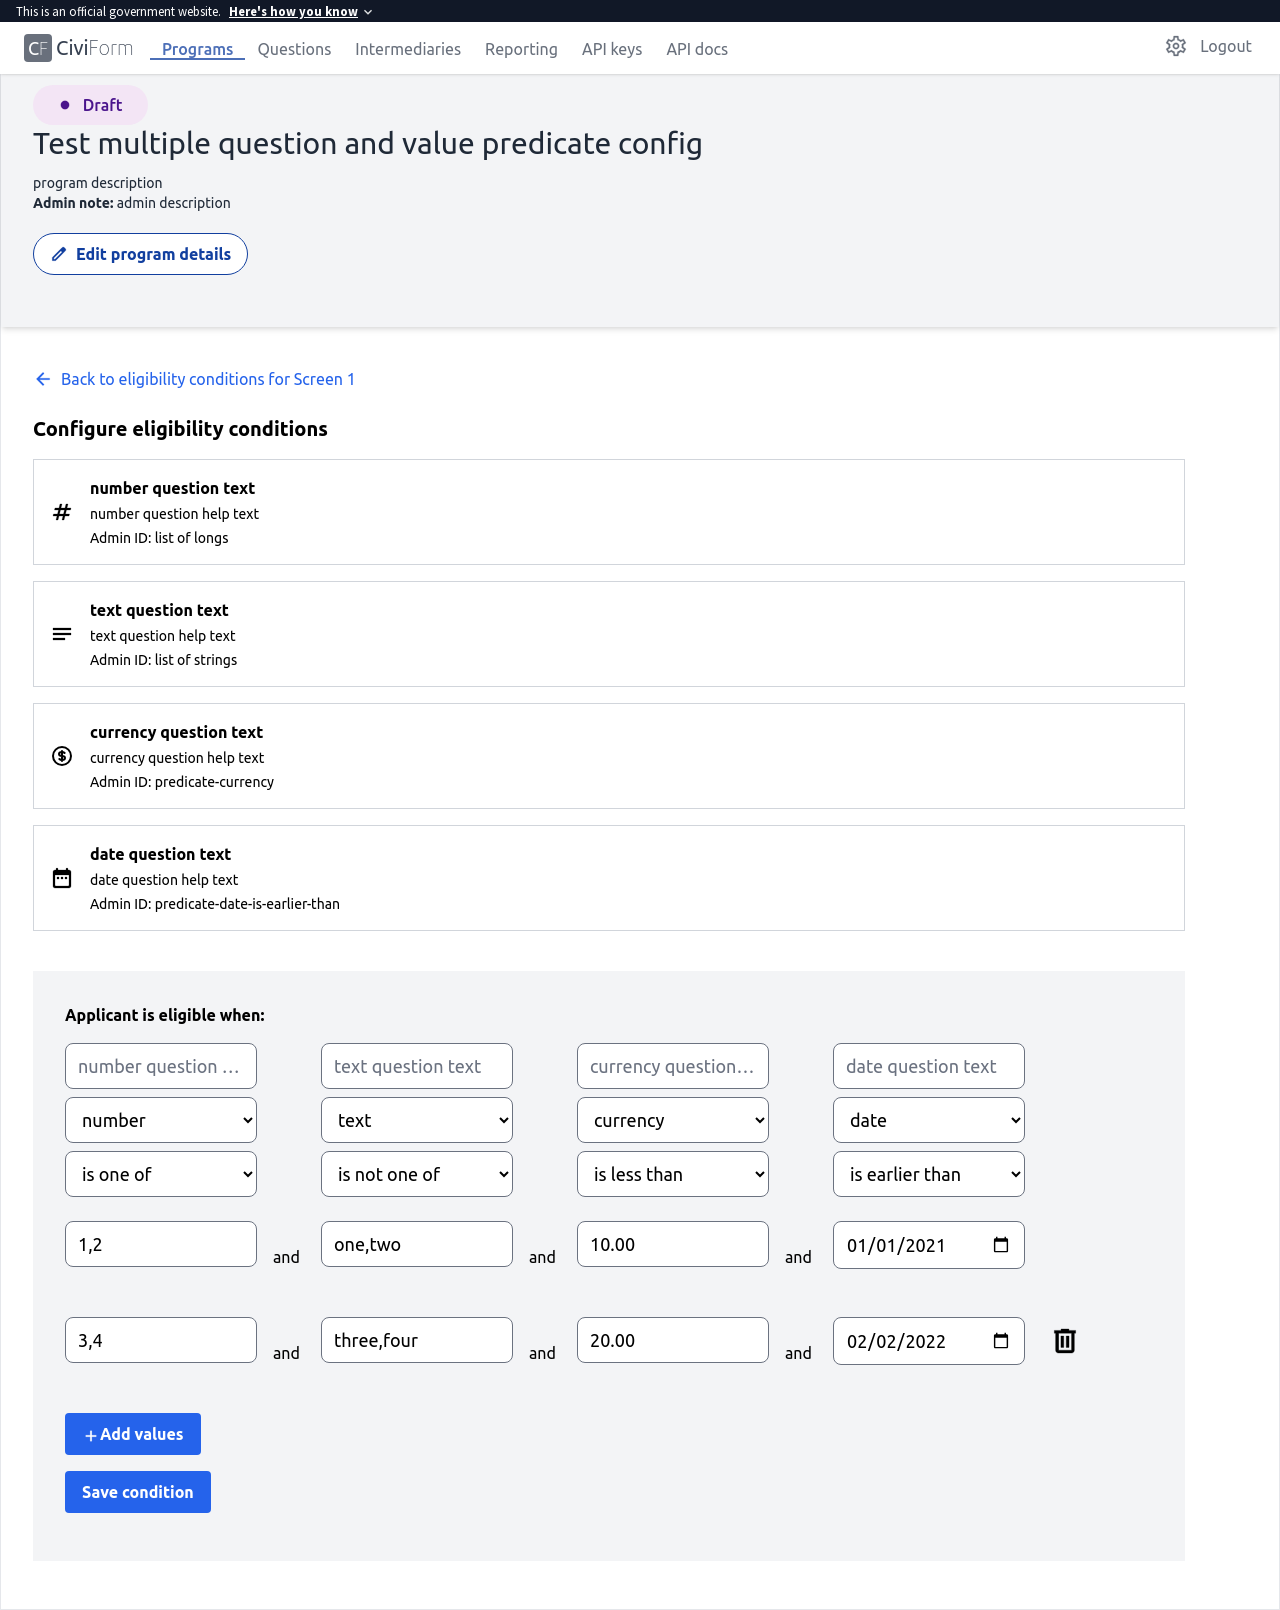 This is an official government website. Here's how you know
CF CiviForm Programs Questions Intermediaries Reporting API keys API docs Logout
Draft
Test multiple question and value predicate config
program description
Admin note: admin description
Edit program details
Back to eligibility conditions for Screen 1
Configure eligibility conditions
number question text
number question help text
Admin ID: list of longs
text question text
text question help text
Admin ID: list of strings
currency question text
currency question help text
Admin ID: predicate-currency
date question text
date question help text
Admin ID: predicate-date-is-earlier-than
Applicant is eligible when:
number question ... text question text currency question... date question text
number text currency date
is one of is not one of is less than is earlier than
1,2 and one,two and 10.00 and 01/01/2021
3,4 and three,four and 20.00 and 02/02/2022
+ Add values
Save condition